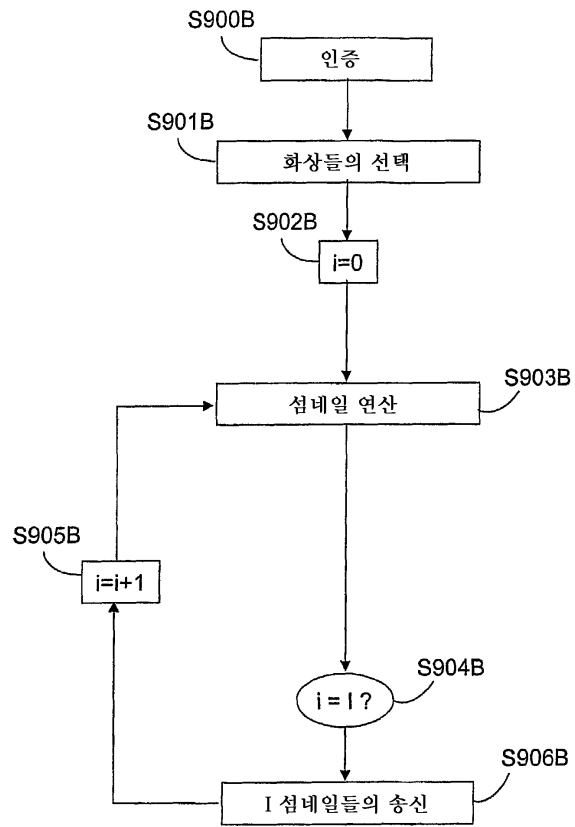 S900B
인증
S901B
화상들의 선택
S902B
i=0
S903B
섬네일 연산
S905B
i=i+1
S904B
i = I ?
S906B
I 섬네일들의 송신